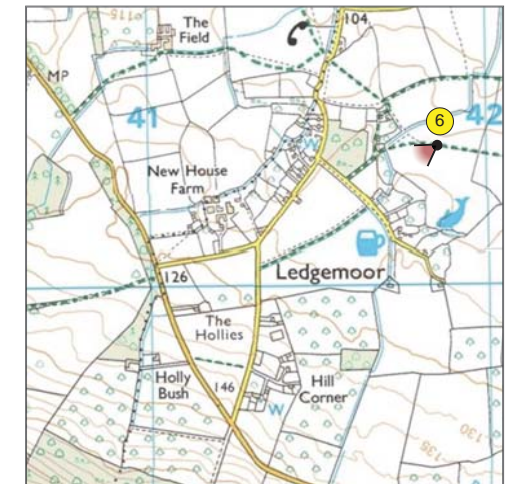 115
The
Field
104
MP
41
6
42
W
New House
Farm
Ledgemoor
126
The
Hollies
Holly
Bush
146
Hill
Corner
W
130
135